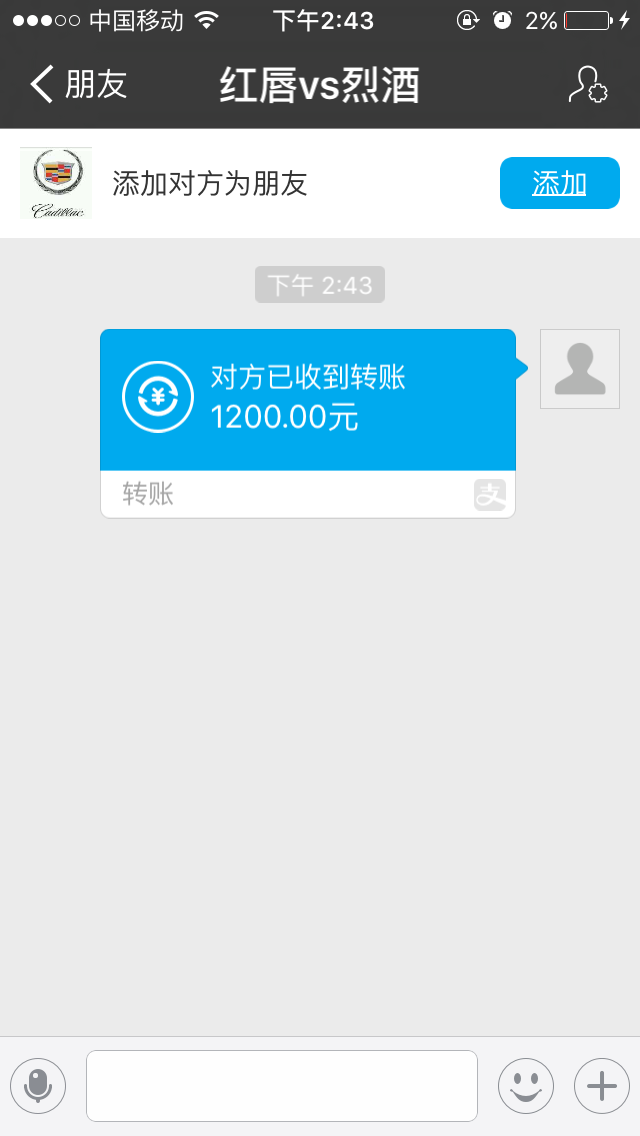 中国移动 下午2:43 2%
朋友 红唇vs烈酒
Cadillac
添加对方为朋友 添加
下午 2:43
对方已收到转账
1200.00元
转账 支